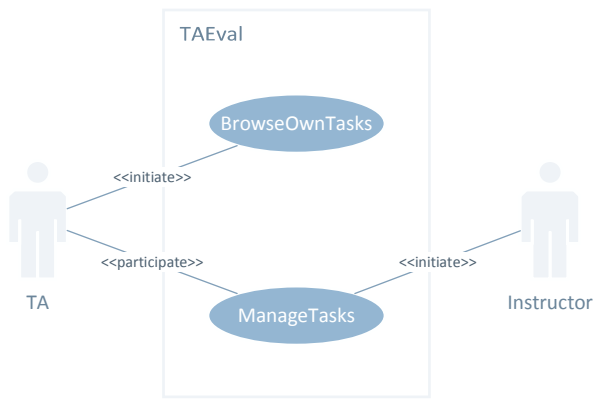 TAEval
BrowseOwnTasks
<<initiate>>
<<participate>>
<<initiate>>
TA
Instructor
ManageTasks